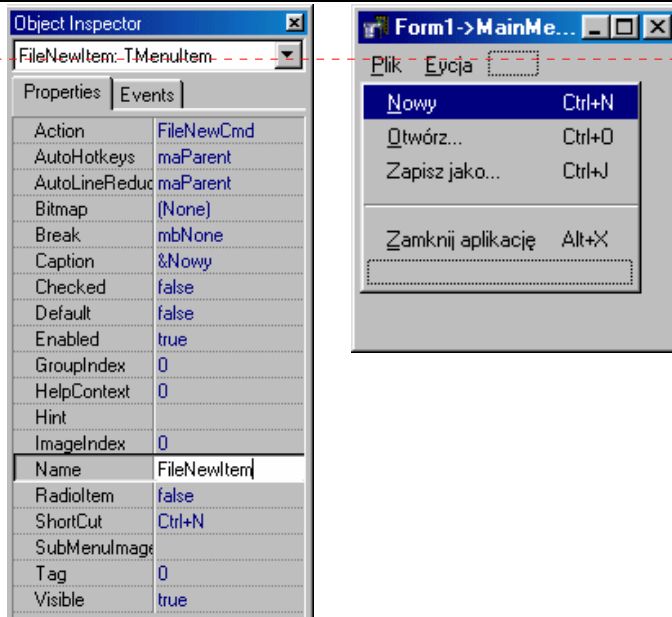 Object Inspector
FileNewItem: TMenuItem
Properties Events
Action FileNewCmd
AutoHotkeys maParent
AutoLineReduc maParent
Bitmap (None)
Break mbNone
Caption &Nowy
Checked false
Default false
Enabled true
GroupIndex 0
HelpContext 0
Hint
ImageIndex 0
Name FileNewItem
RadioItem false
ShortCut Ctrl+N
SubMenuImage
Tag 0
Visible true
Form1->MainMe...
Plik Eycja
Nowy Ctrl+N
Otwórz... Ctrl+O
Zapisz jako... Ctrl+J
Zamknij aplikację Alt+X